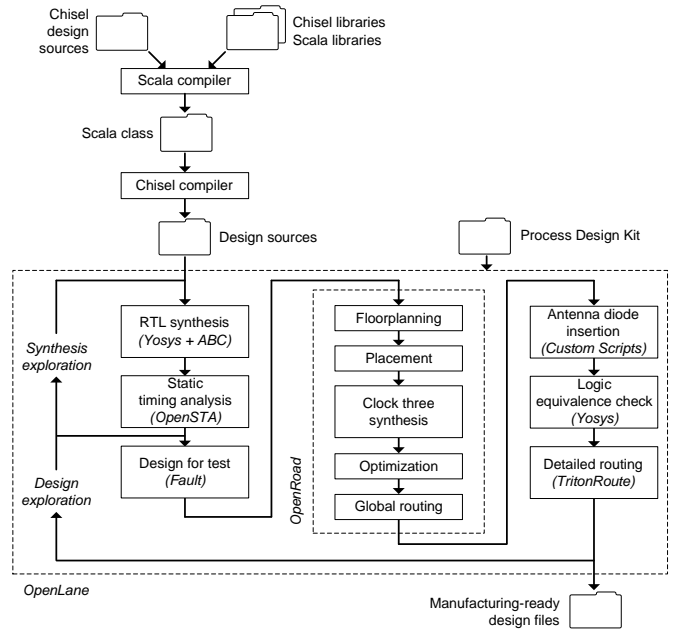 Chisel
design
sources
Chisel libraries
Scala libraries
Scala compiler
Scala class
Chisel compiler
Design sources
Process Design Kit
Synthesis
exploration
Design
exploration
RTL synthesis
(Yosys + ABC)
Static
timing analysis
(OpenSTA)
Design for test
(Fault)
OpenRoad
Floorplanning
Placement
Clock three
synthesis
Optimization
Global routing
Antenna diode
insertion
(Custom Scripts)
Logic
equivalence check
(Yosys)
Detailed routing
(TritonRoute)
OpenLane
Manufacturing-ready
design files